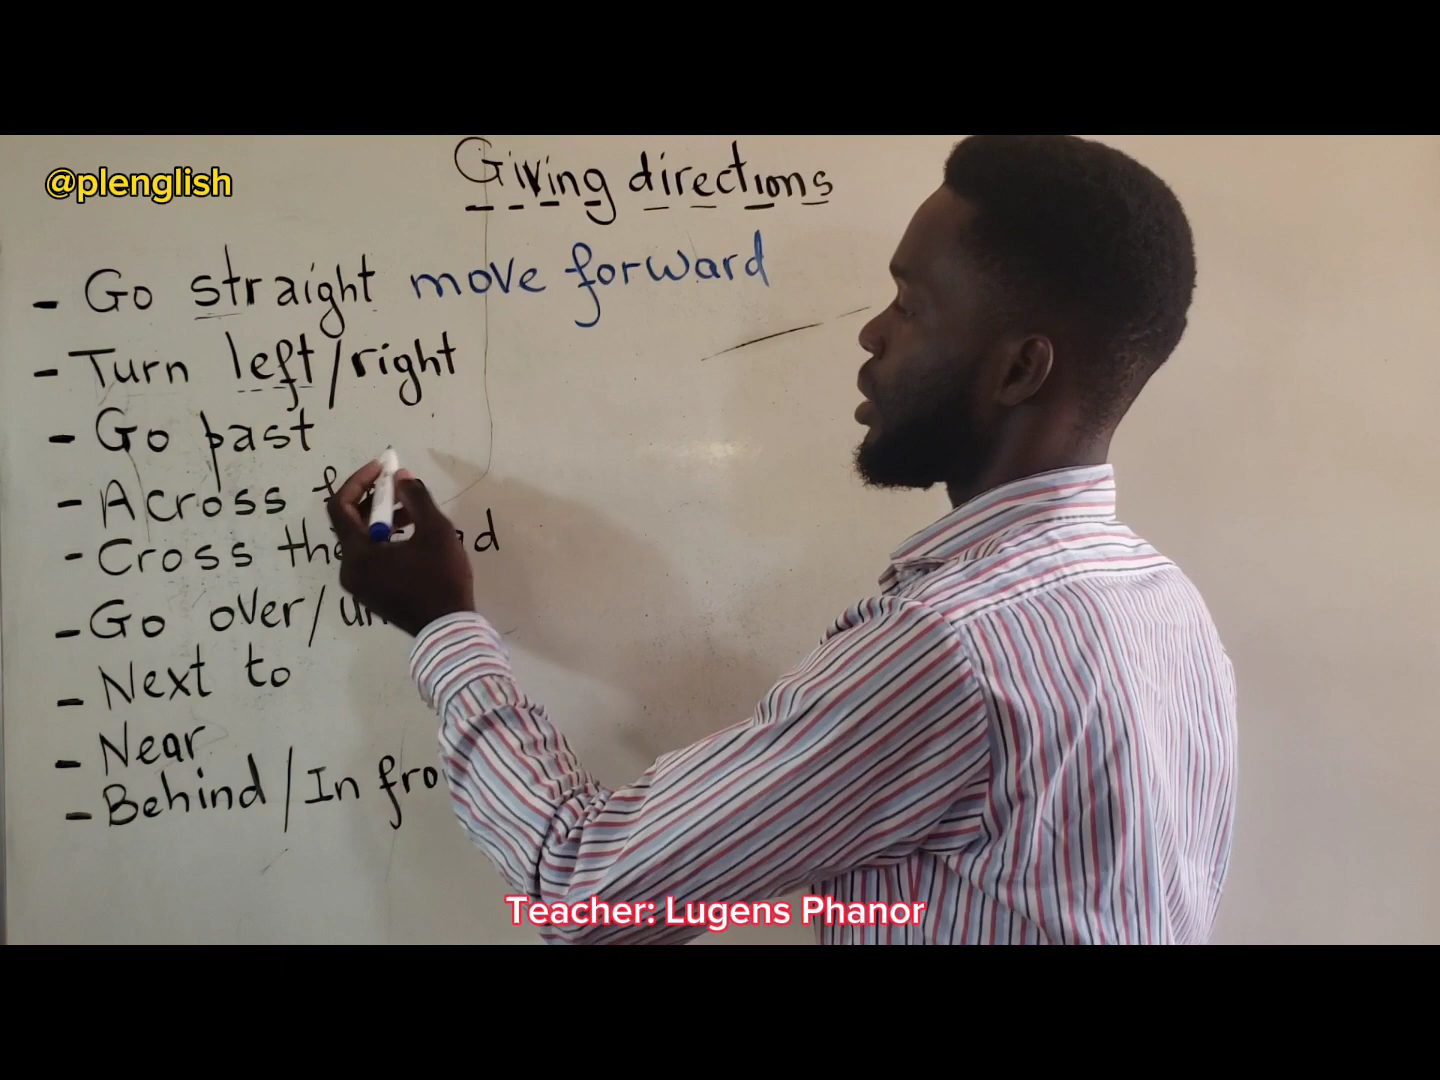 @plenglish
Giving directions
- Go straight move forward
- Turn left/right
- Go past
- Across
- Cross
- Go over/
- Next to
- Near
- Behind/In
Teacher: Lugens Phanor